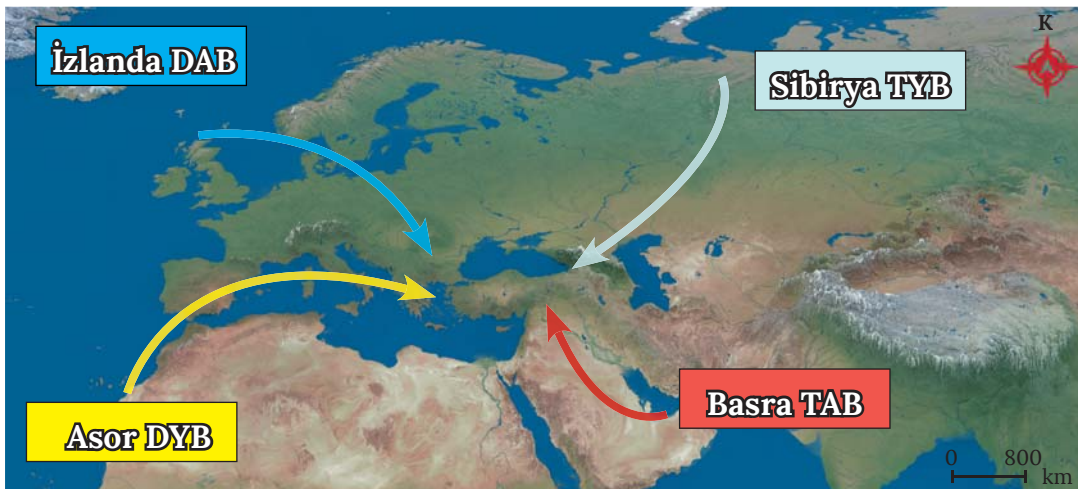 İzlanda DAB
K
Sibirya TYB
Asor DYB
Basra TAB
0 800
km